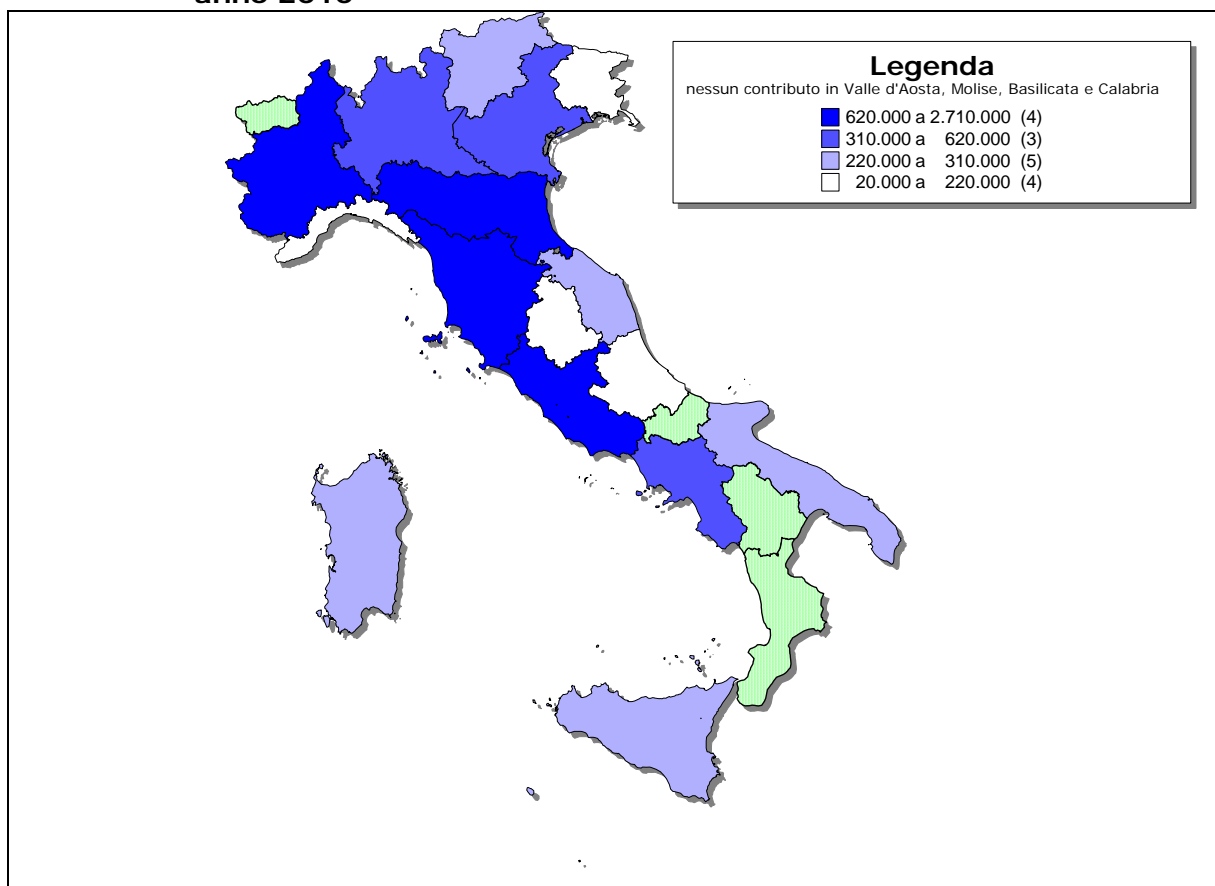 Legenda
nessun contributo in Valle d'Aosta, Molise, Basilicata e Calabria
620.000 a 2.710.000 (4)
310.000 a 620.000 (3)
220.000 a 310.000 (5)
20.000 a 220.000 (4)